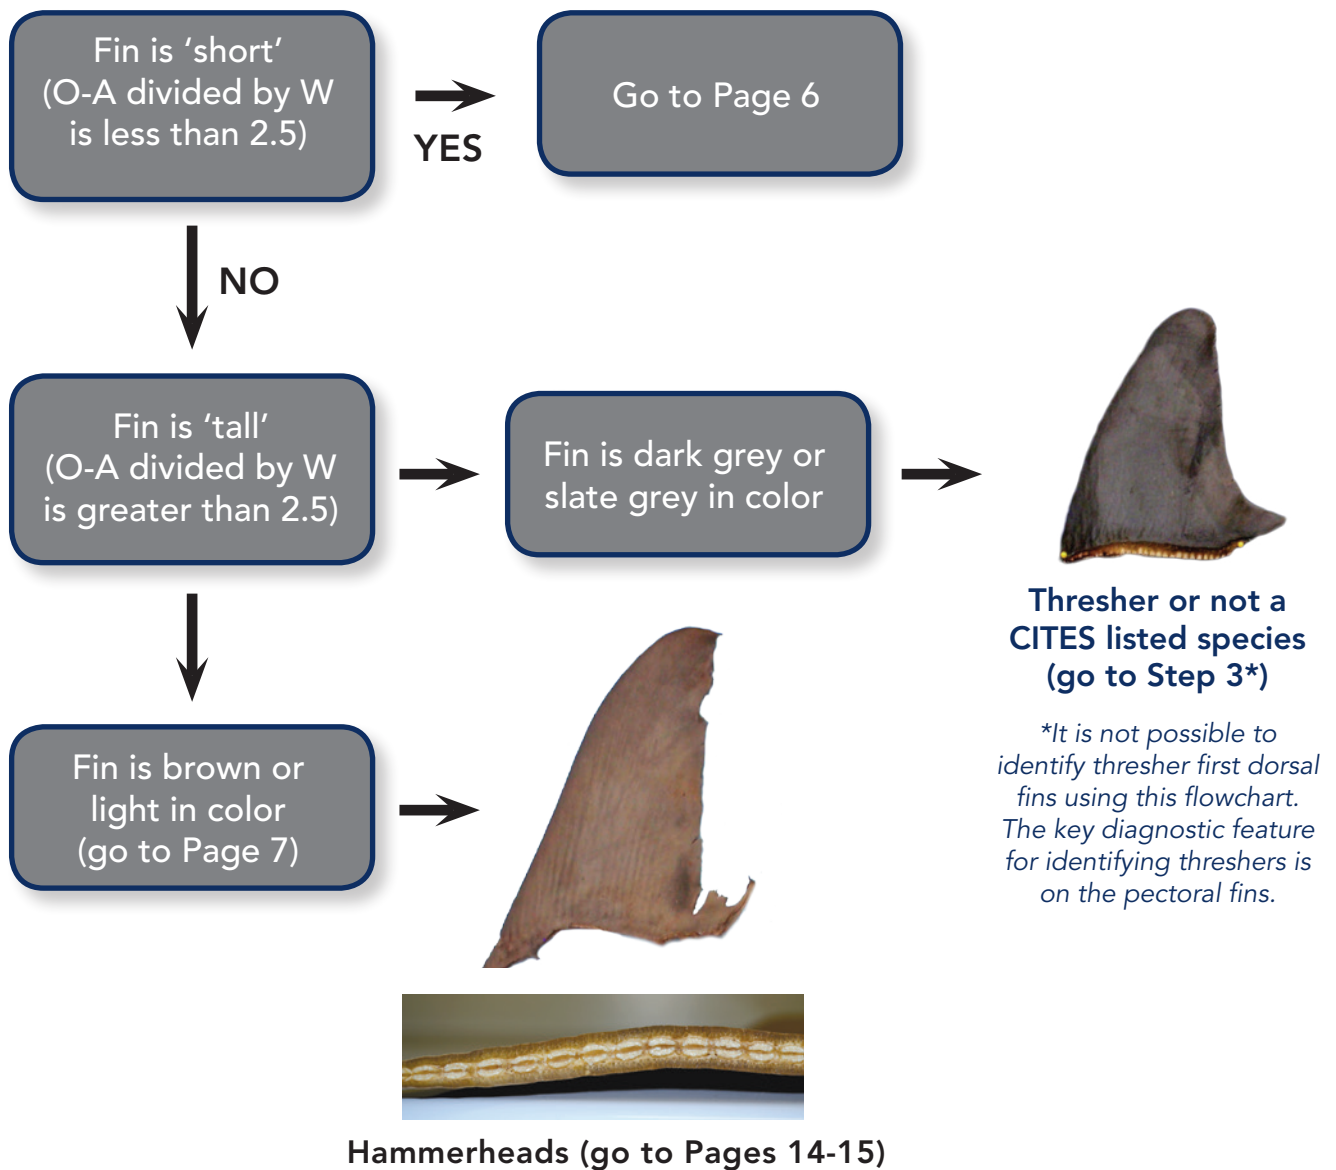 Fin is ‘short’
(O-A divided by W
is less than 2.5)
YES
Go to Page 6
NO
Fin is ‘tall’
(O-A divided by W
is greater than 2.5)
Fin is dark grey or
slate grey in color
Thresher or not a
CITES listed species
(go to Step 3*)
*It is not possible to
identify thresher first dorsal
fins using this flowchart.
The key diagnostic feature
for identifying threshers is
on the pectoral fins.
Fin is brown or
light in color
(go to Page 7)
Hammerheads (go to Pages 14-15)